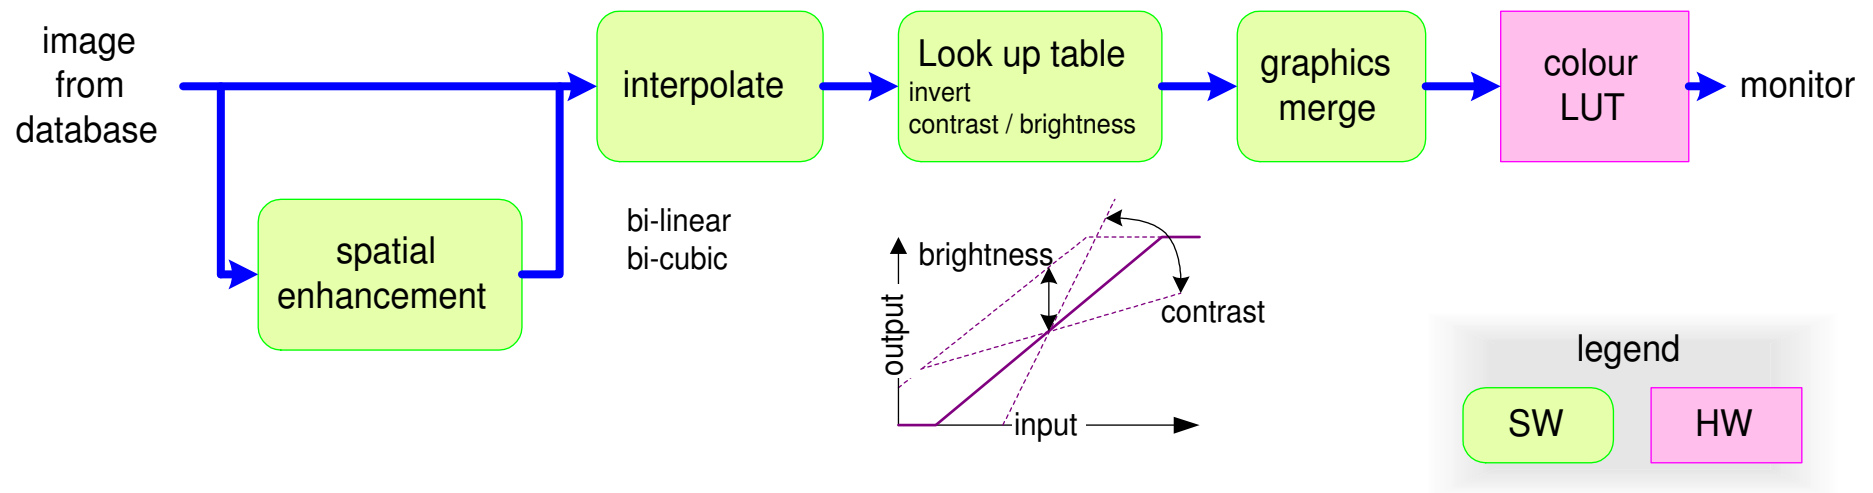 image
from
database
spatial
enhancement
interpolate
bi-linear
bi-cubic
Look up table
invert
contrast / brightness
graphics
merge
colour
LUT
monitor
brightness
contrast
output
input
legend
SW
HW